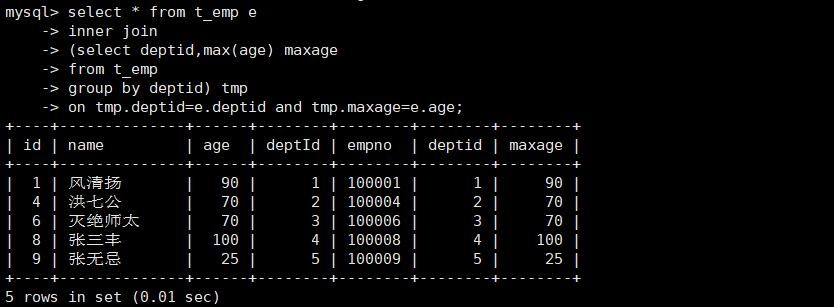 mysql> select * from t_emp e
    -> inner join
    -> (select deptid,max(age) maxage
    -> from t_emp
    -> group by deptid) tmp
    -> on tmp.deptid=e.deptid and tmp.maxage=e.age;
+----+--------------+------+--------+--------+--------+--------+
| id | name         | age  | deptId | empno  | deptid | maxage |
+----+--------------+------+--------+--------+--------+--------+
|  1 | 风清扬       |   90 |      1 | 100001 |      1 |     90 |
|  4 | 洪七公       |   70 |      2 | 100004 |      2 |     70 |
|  6 | 灭绝师太     |   70 |      3 | 100006 |      3 |     70 |
|  8 | 张三丰       |  100 |      4 | 100008 |      4 |    100 |
|  9 | 张无忌       |   25 |      5 | 100009 |      5 |     25 |
+----+--------------+------+--------+--------+--------+--------+
5 rows in set (0.01 sec)